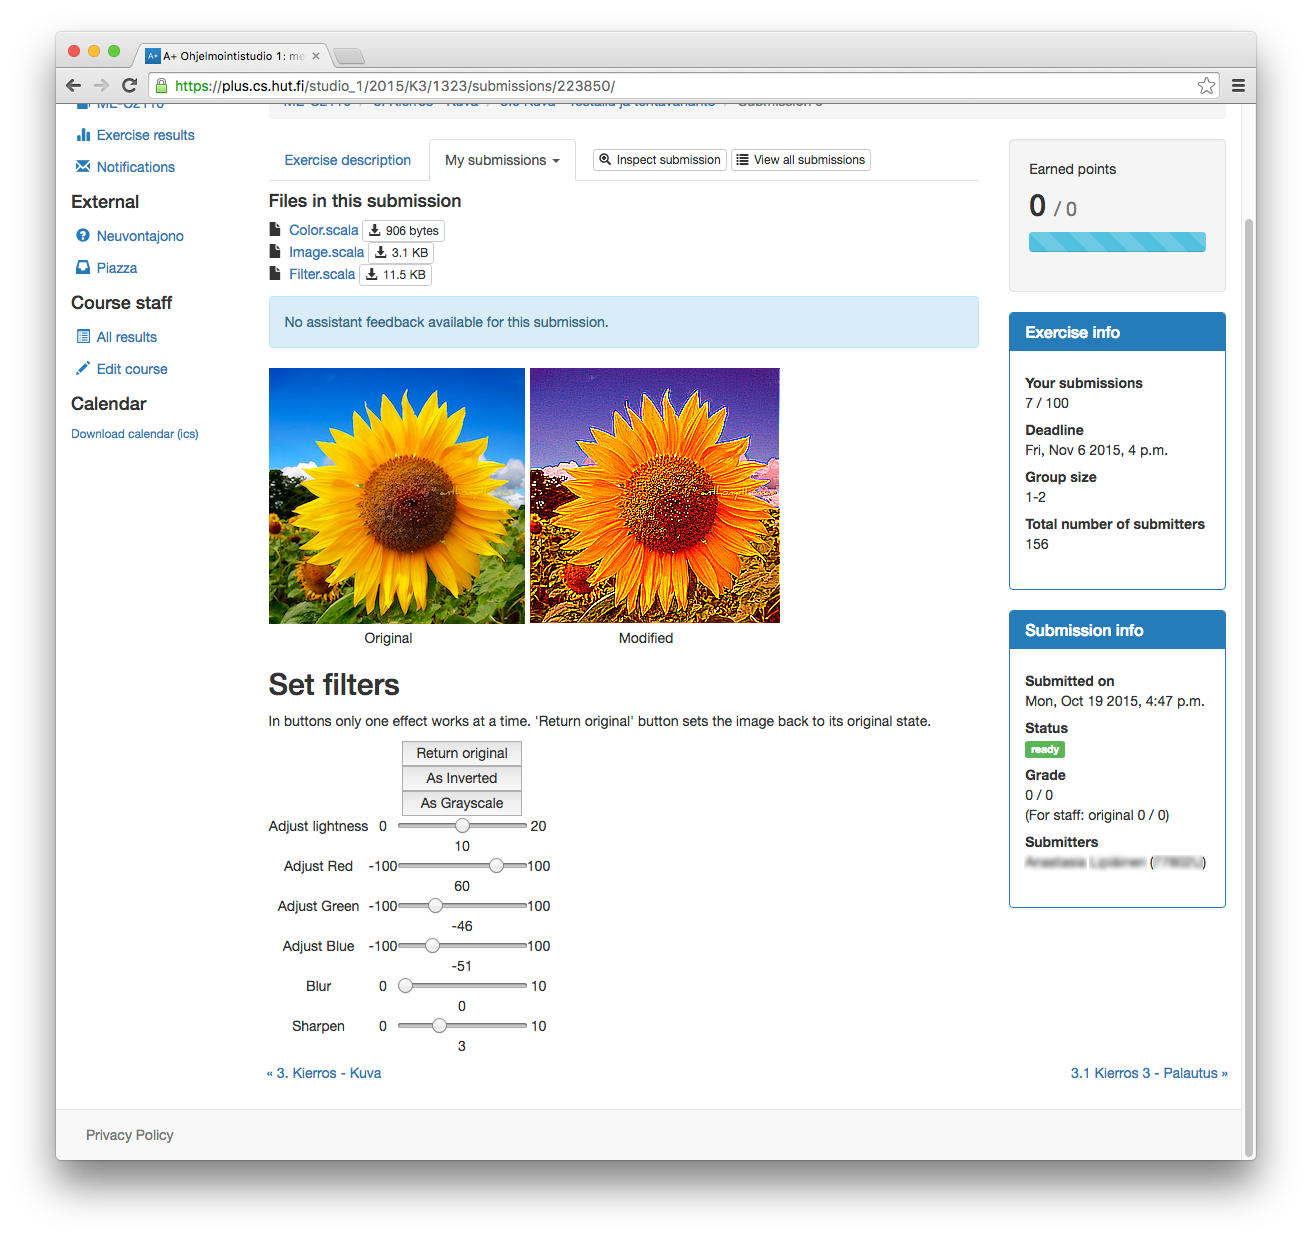 A+ Ohjelmointistudio 1: me
https://plus.cs.hut.fi/studio_1/2015/K3/1323/submissions/223850/
Exercise results
Notifications
External
Neuvontajono
Piazza
Course staff
All results
Edit course
Calendar
Download calendar (ics)
Exercise description
My submissions
Inspect submission
View all submissions
Files in this submission
Color.scala 906 bytes
Image.scala 3.1 KB
Filter.scala 11.5 KB
No assistant feedback available for this submission.
Original
Modified
Set filters
In buttons only one effect works at a time. 'Return original' button sets the image back to its original state.
Return original
As Inverted
As Grayscale
Adjust lightness 0 20
10
Adjust Red -100 100
60
Adjust Green -100 100
-46
Adjust Blue -100 100
-51
Blur 0 10
0
Sharpen 0 10
3
« 3. Kierros - Kuva
3.1 Kierros 3 - Palautus »
Earned points
0 / 0
Exercise info
Your submissions
7 / 100
Deadline
Fri, Nov 6 2015, 4 p.m.
Group size
1-2
Total number of submitters
156
Submission info
Submitted on
Mon, Oct 19 2015, 4:47 p.m.
Status
ready
Grade
0 / 0
(For staff: original 0 / 0)
Submitters
Privacy Policy